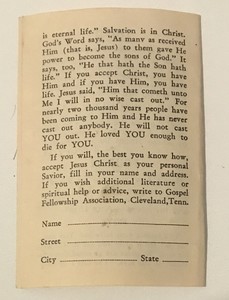 is eternal life." Salvation is in Christ.
God's Word says, "As many as received
Him (that is, Jesus) to them gave He
power to become the sons of God." It
says, too, "He that hath the Son hath
life." If you accept Christ, you have
Him and if you have Him, you have
life. Jesus said, "Him that cometh unto
Me I will in no wise cast out." For
nearly two thousand years people have
been coming to Him and He has never
cast out anybody. He will not cast
YOU out. He loved YOU enough to
die for YOU.
If you will, the best you know how,
accept Jesus Christ as your personal
Savior, fill in your name and address.
If you wish additional literature or
spiritual help or advice, write to Gospel
Fellowship Association, Cleveland,Tenn.
Name
Street
City State